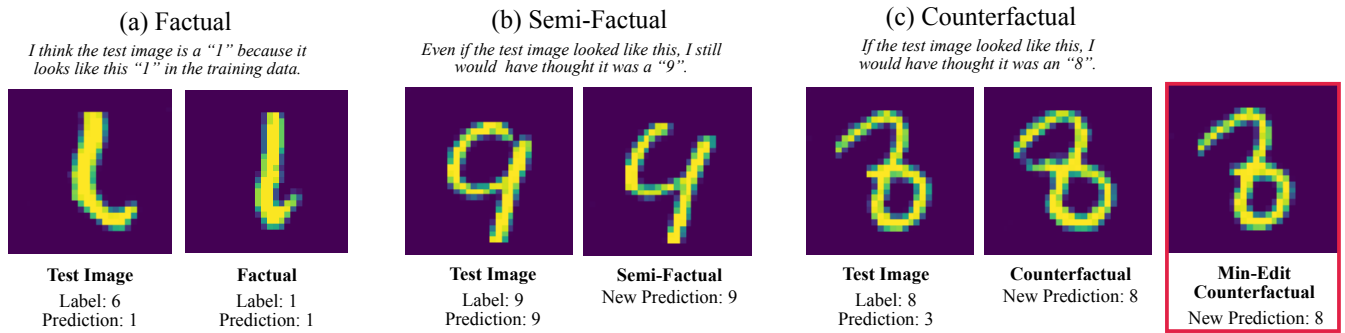 (a) Factual
I think the test image is a “1” because it
looks like this “1” in the training data.
Test Image
Label: 6
Prediction: 1
Factual
Label: 1
Prediction: 1
(b) Semi-Factual
Even if the test image looked like this, I still
would have thought it was a “9”.
Test Image
Label: 9
Prediction: 9
Semi-Factual
New Prediction: 9
(c) Counterfactual
If the test image looked like this, I
would have thought it was an “8”.
Test Image
Label: 8
Prediction: 3
Counterfactual
New Prediction: 8
Min-Edit
Counterfactual
New Prediction: 8